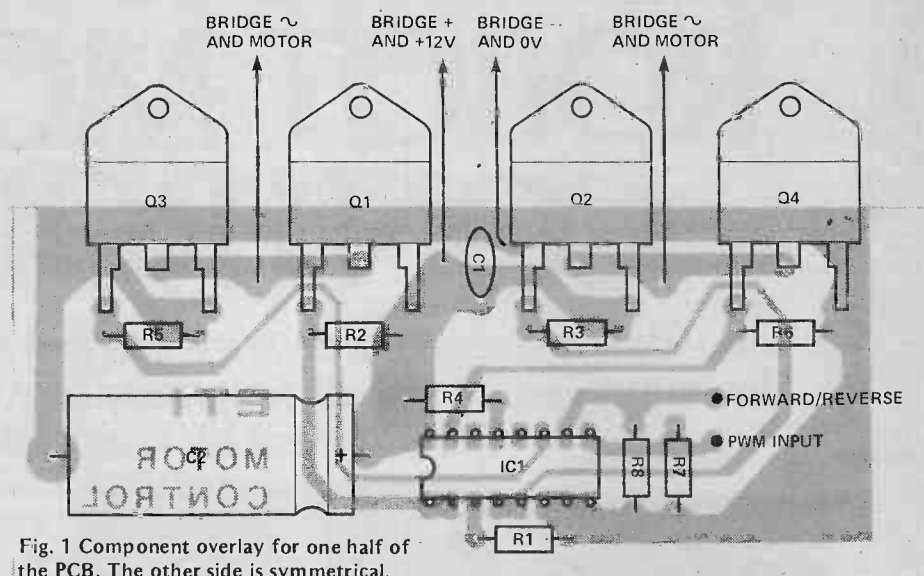 BRIDGE ∿
AND MOTOR
BRIDGE +
AND +12V
BRIDGE --
AND 0V
BRIDGE ∿
AND MOTOR
Q3
Q1
Q2
Q4
C1
R5
R2
R3
R6
R4
FORWARD/REVERSE
PWM INPUT
ETI
MOTOR
CONTROL
C2
+
IC1
R8
R7
R1
Fig. 1 Component overlay for one half of
the PCB. The other side is symmetrical.